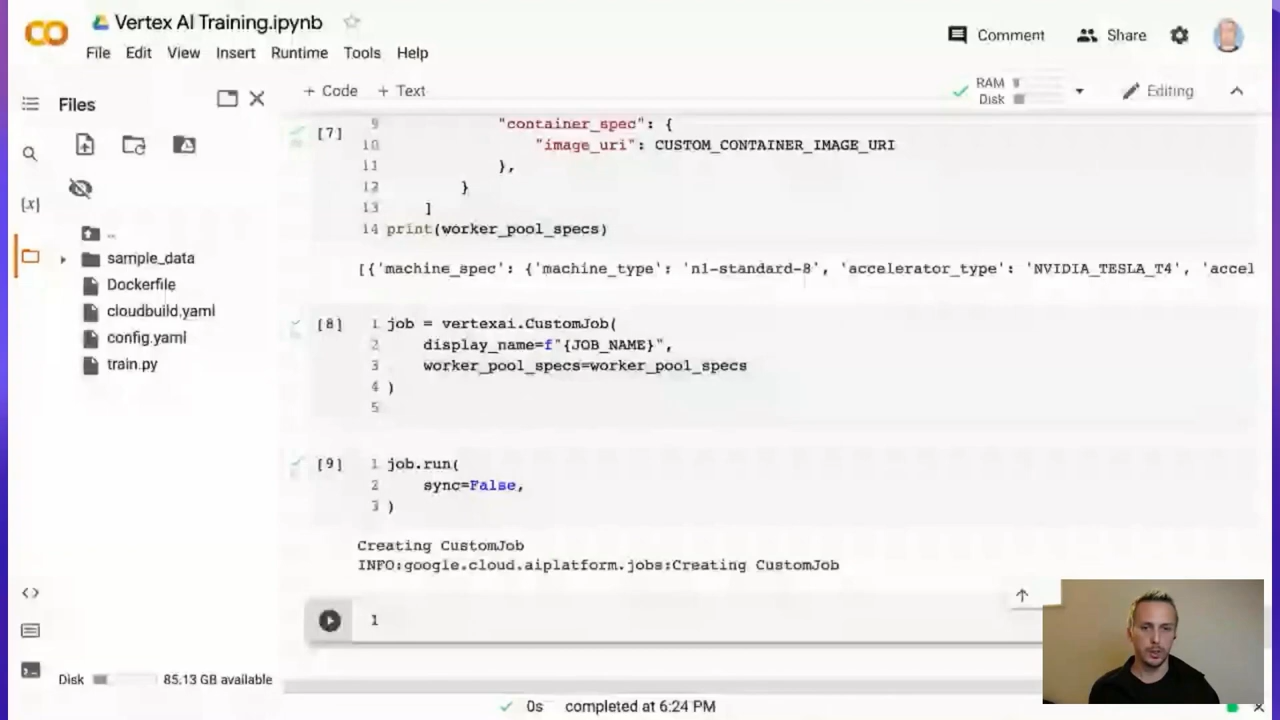 Vertex AI Training.ipynb
File Edit View Insert Runtime Tools Help
Comment Share
Files
+ Code + Text
RAM
Disk
Editing
..
sample_data
Dockerfile
cloudbuild.yaml
config.yaml
train.py
[7]
9 "container_spec": {
10 "image_uri": CUSTOM_CONTAINER_IMAGE_URI
11 },
12 }
13 ]
14 print(worker_pool_specs)
[{'machine_spec': {'machine_type': 'n1-standard-8', 'accelerator_type': 'NVIDIA_TESLA_T4', 'accel
[8] 1 job = vertexai.CustomJob(
2 display_name=f"{JOB_NAME}",
3 worker_pool_specs=worker_pool_specs
4 )
5
[9] 1 job.run(
2 sync=False,
3 )
Creating CustomJob
INFO:google.cloud.aiplatform.jobs:Creating CustomJob
1
Disk 85.13 GB available
0s completed at 6:24 PM